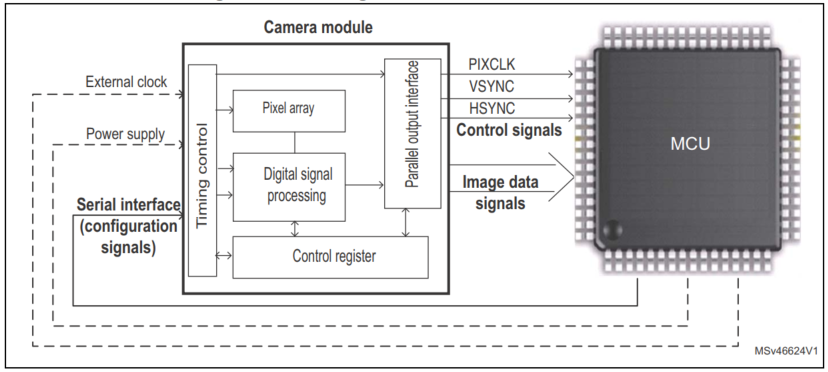 Camera module
External clock
Power supply
Serial interface
(configuration
signals)
Timing control
Pixel array
Digital signal
processing
Control register
Parallel output interface
PIXCLK
VSYNC
HSYNC
Control signals
Image data
signals
MCU
MSv46624V1